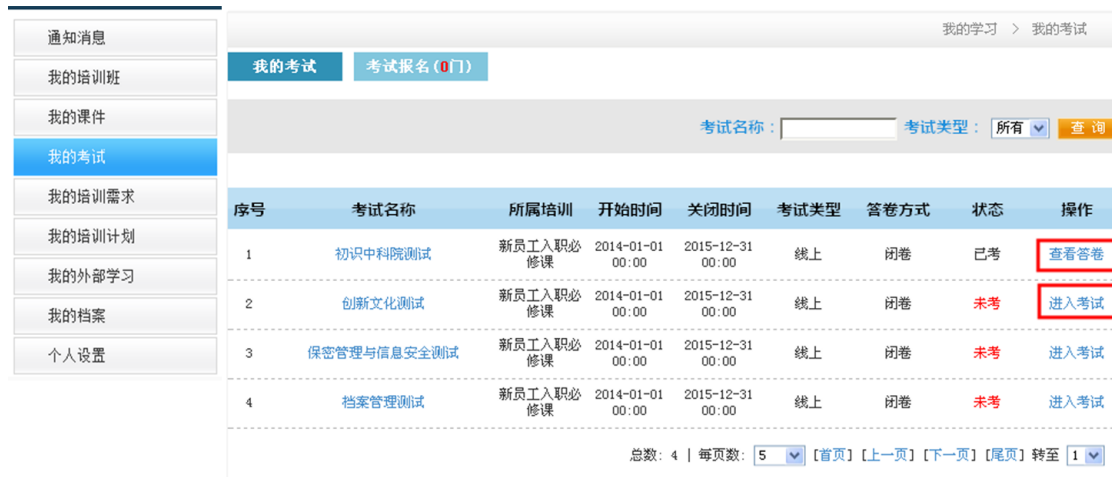 通知消息
我的培训班
我的课件
我的考试
我的培训需求
我的培训计划
我的外部学习
我的档案
个人设置
我的学习 > 我的考试
我的考试 考试报名(0门)
考试名称： 考试类型： 所有 查 询
序号 考试名称 所属培训 开始时间 关闭时间 考试类型 答卷方式 状态 操作
1 初识中科院测试 新员工入职必修课 2014-01-01 00:00 2015-12-31 00:00 线上 闭卷 已考 查看答卷
2 创新文化测试 新员工入职必修课 2014-01-01 00:00 2015-12-31 00:00 线上 闭卷 未考 进入考试
3 保密管理与信息安全测试 新员工入职必修课 2014-01-01 00:00 2015-12-31 00:00 线上 闭卷 未考 进入考试
4 档案管理测试 新员工入职必修课 2014-01-01 00:00 2015-12-31 00:00 线上 闭卷 未考 进入考试
总数: 4 | 每页数: 5 [首页] [上一页] [下一页] [尾页] 转至 1